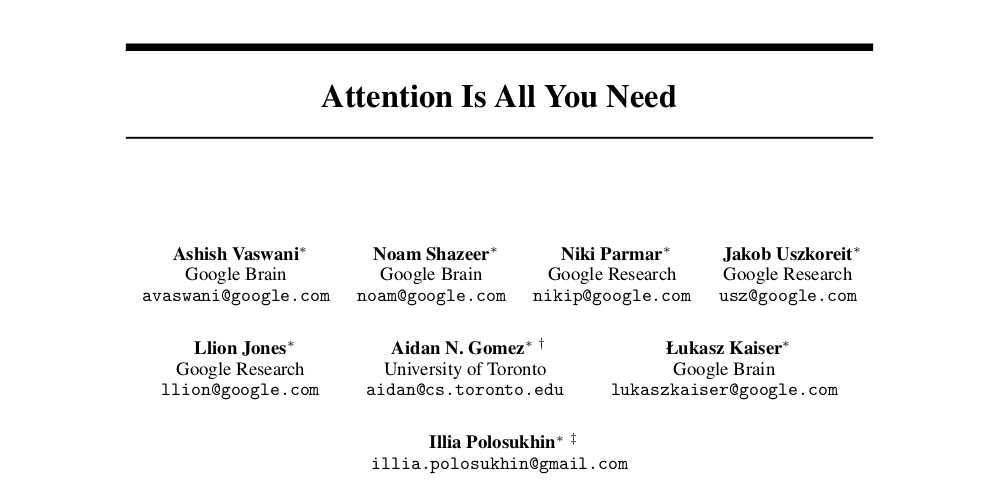 Attention Is All You Need
Ashish Vaswani* Noam Shazeer* Niki Parmar* Jakob Uszkoreit*
Google Brain Google Brain Google Research Google Research
avaswani@google.com noam@google.com nikip@google.com usz@google.com
Llion Jones* Aidan N. Gomez* † Łukasz Kaiser*
Google Research University of Toronto Google Brain
llion@google.com aidan@cs.toronto.edu lukaszkaiser@google.com
Illia Polosukhin* ‡
illia.polosukhin@gmail.com